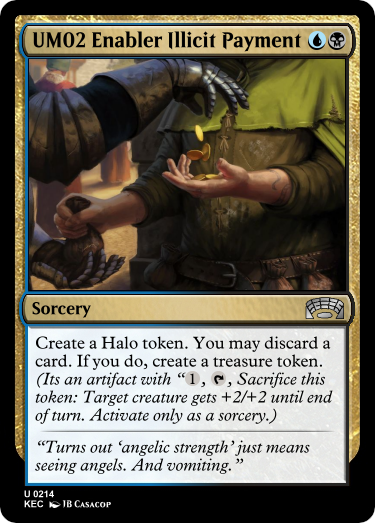 UM02 Enabler Illicit Payment
Sorcery
Create a Halo token. You may discard a
card. If you do, create a treasure token.
(Its an artifact with “1, , Sacrifice this
token: Target creature gets +2/+2 until end
of turn. Activate only as a sorcery.)
“Turns out ‘angelic strength’ just means
seeing angels. And vomiting.”
U 0214
KEC JB Casacop